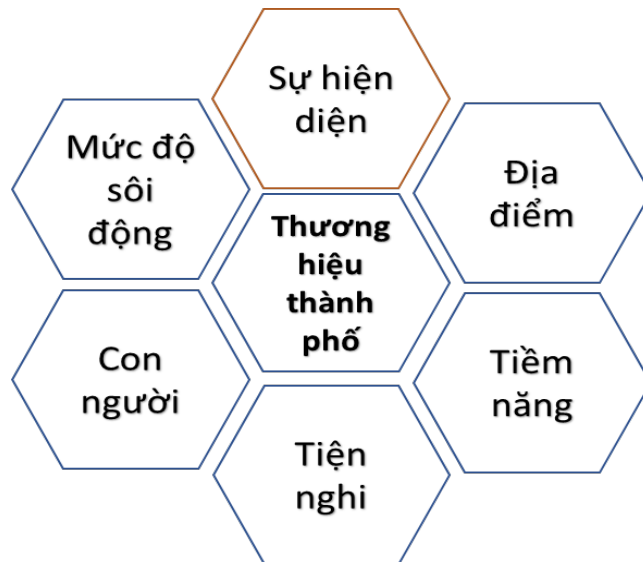 Sự hiện
diện
Mức độ
sôi
động
Địa
điểm
Thương
hiệu
thành
phố
Con
người
Tiềm
năng
Tiện
nghi